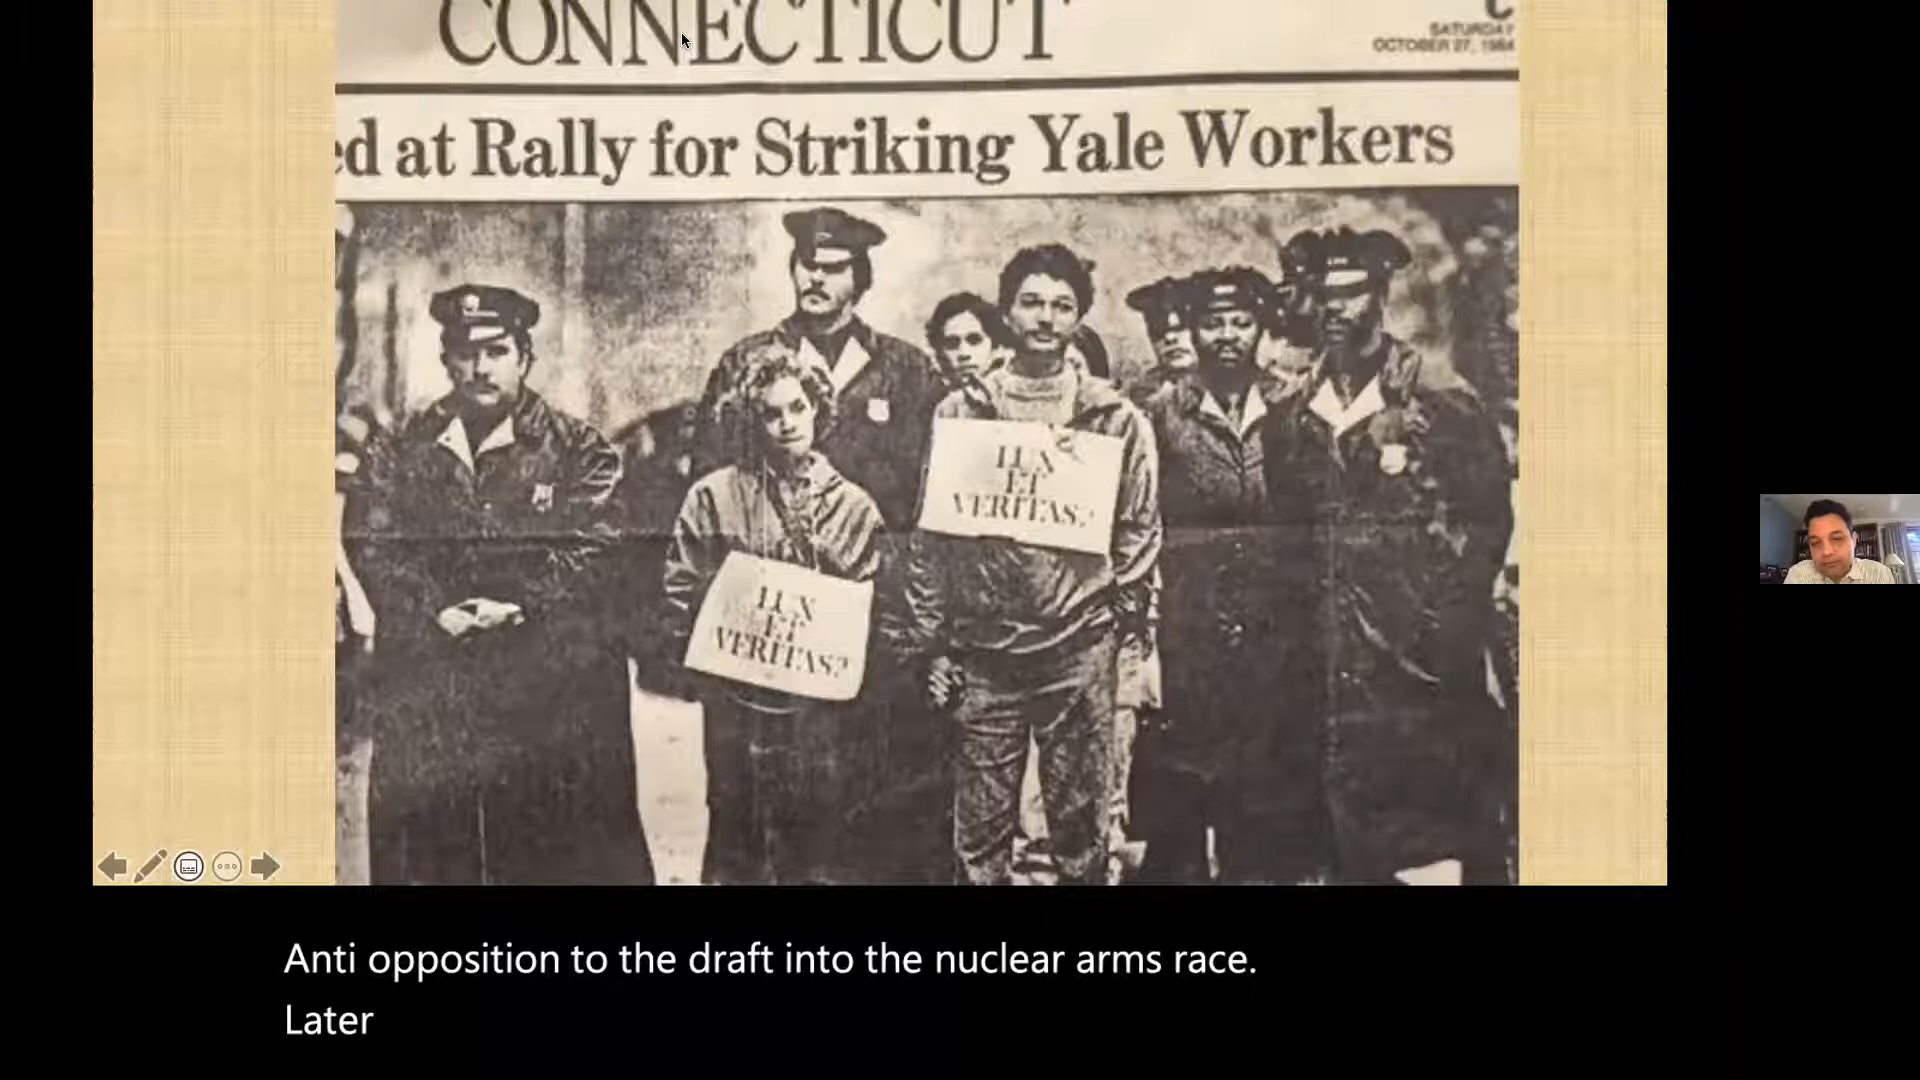 CONNECTICUT
C
SATURDAY
OCTOBER 27, 1984
ed at Rally for Striking Yale Workers
LUX
ET
VERITAS?
LUX
ET
VERITAS?
Anti opposition to the draft into the nuclear arms race.
Later